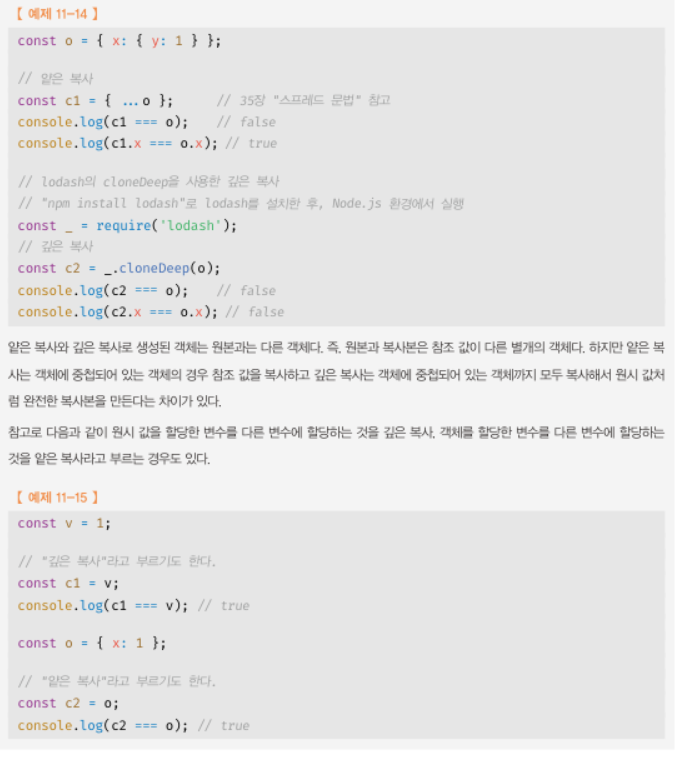 【 예제 11-14 】
const o = { x: { y: 1 } };
// 얕은 복사
const c1 = { ...o }; // 35장 "스프레드 문법" 참고
console.log(c1 === o); // false
console.log(c1.x === o.x); // true
// lodash의 cloneDeep을 사용한 깊은 복사
// "npm install lodash"로 lodash를 설치한 후, Node.js 환경에서 실행
const _ = require('lodash');
// 깊은 복사
const c2 = _.cloneDeep(o);
console.log(c2 === o); // false
console.log(c2.x === o.x); // false
얕은 복사와 깊은 복사로 생성된 객체는 원본과는 다른 객체다. 즉, 원본과 복사본은 참조 값이 다른 별개의 객체다. 하지만 얕은 복
사는 객체에 중첩되어 있는 객체의 경우 참조 값을 복사하고 깊은 복사는 객체에 중첩되어 있는 객체까지 모두 복사해서 원시 값처
럼 완전한 복사본을 만든다는 차이가 있다.
참고로 다음과 같이 원시 값을 할당한 변수를 다른 변수에 할당하는 것을 깊은 복사, 객체를 할당한 변수를 다른 변수에 할당하는
것을 얕은 복사라고 부르는 경우도 있다.
【 예제 11-15 】
const v = 1;
// "깊은 복사"라고 부르기도 한다.
const c1 = v;
console.log(c1 === v); // true
const o = { x: 1 };
// "얕은 복사"라고 부르기도 한다.
const c2 = o;
console.log(c2 === o); // true